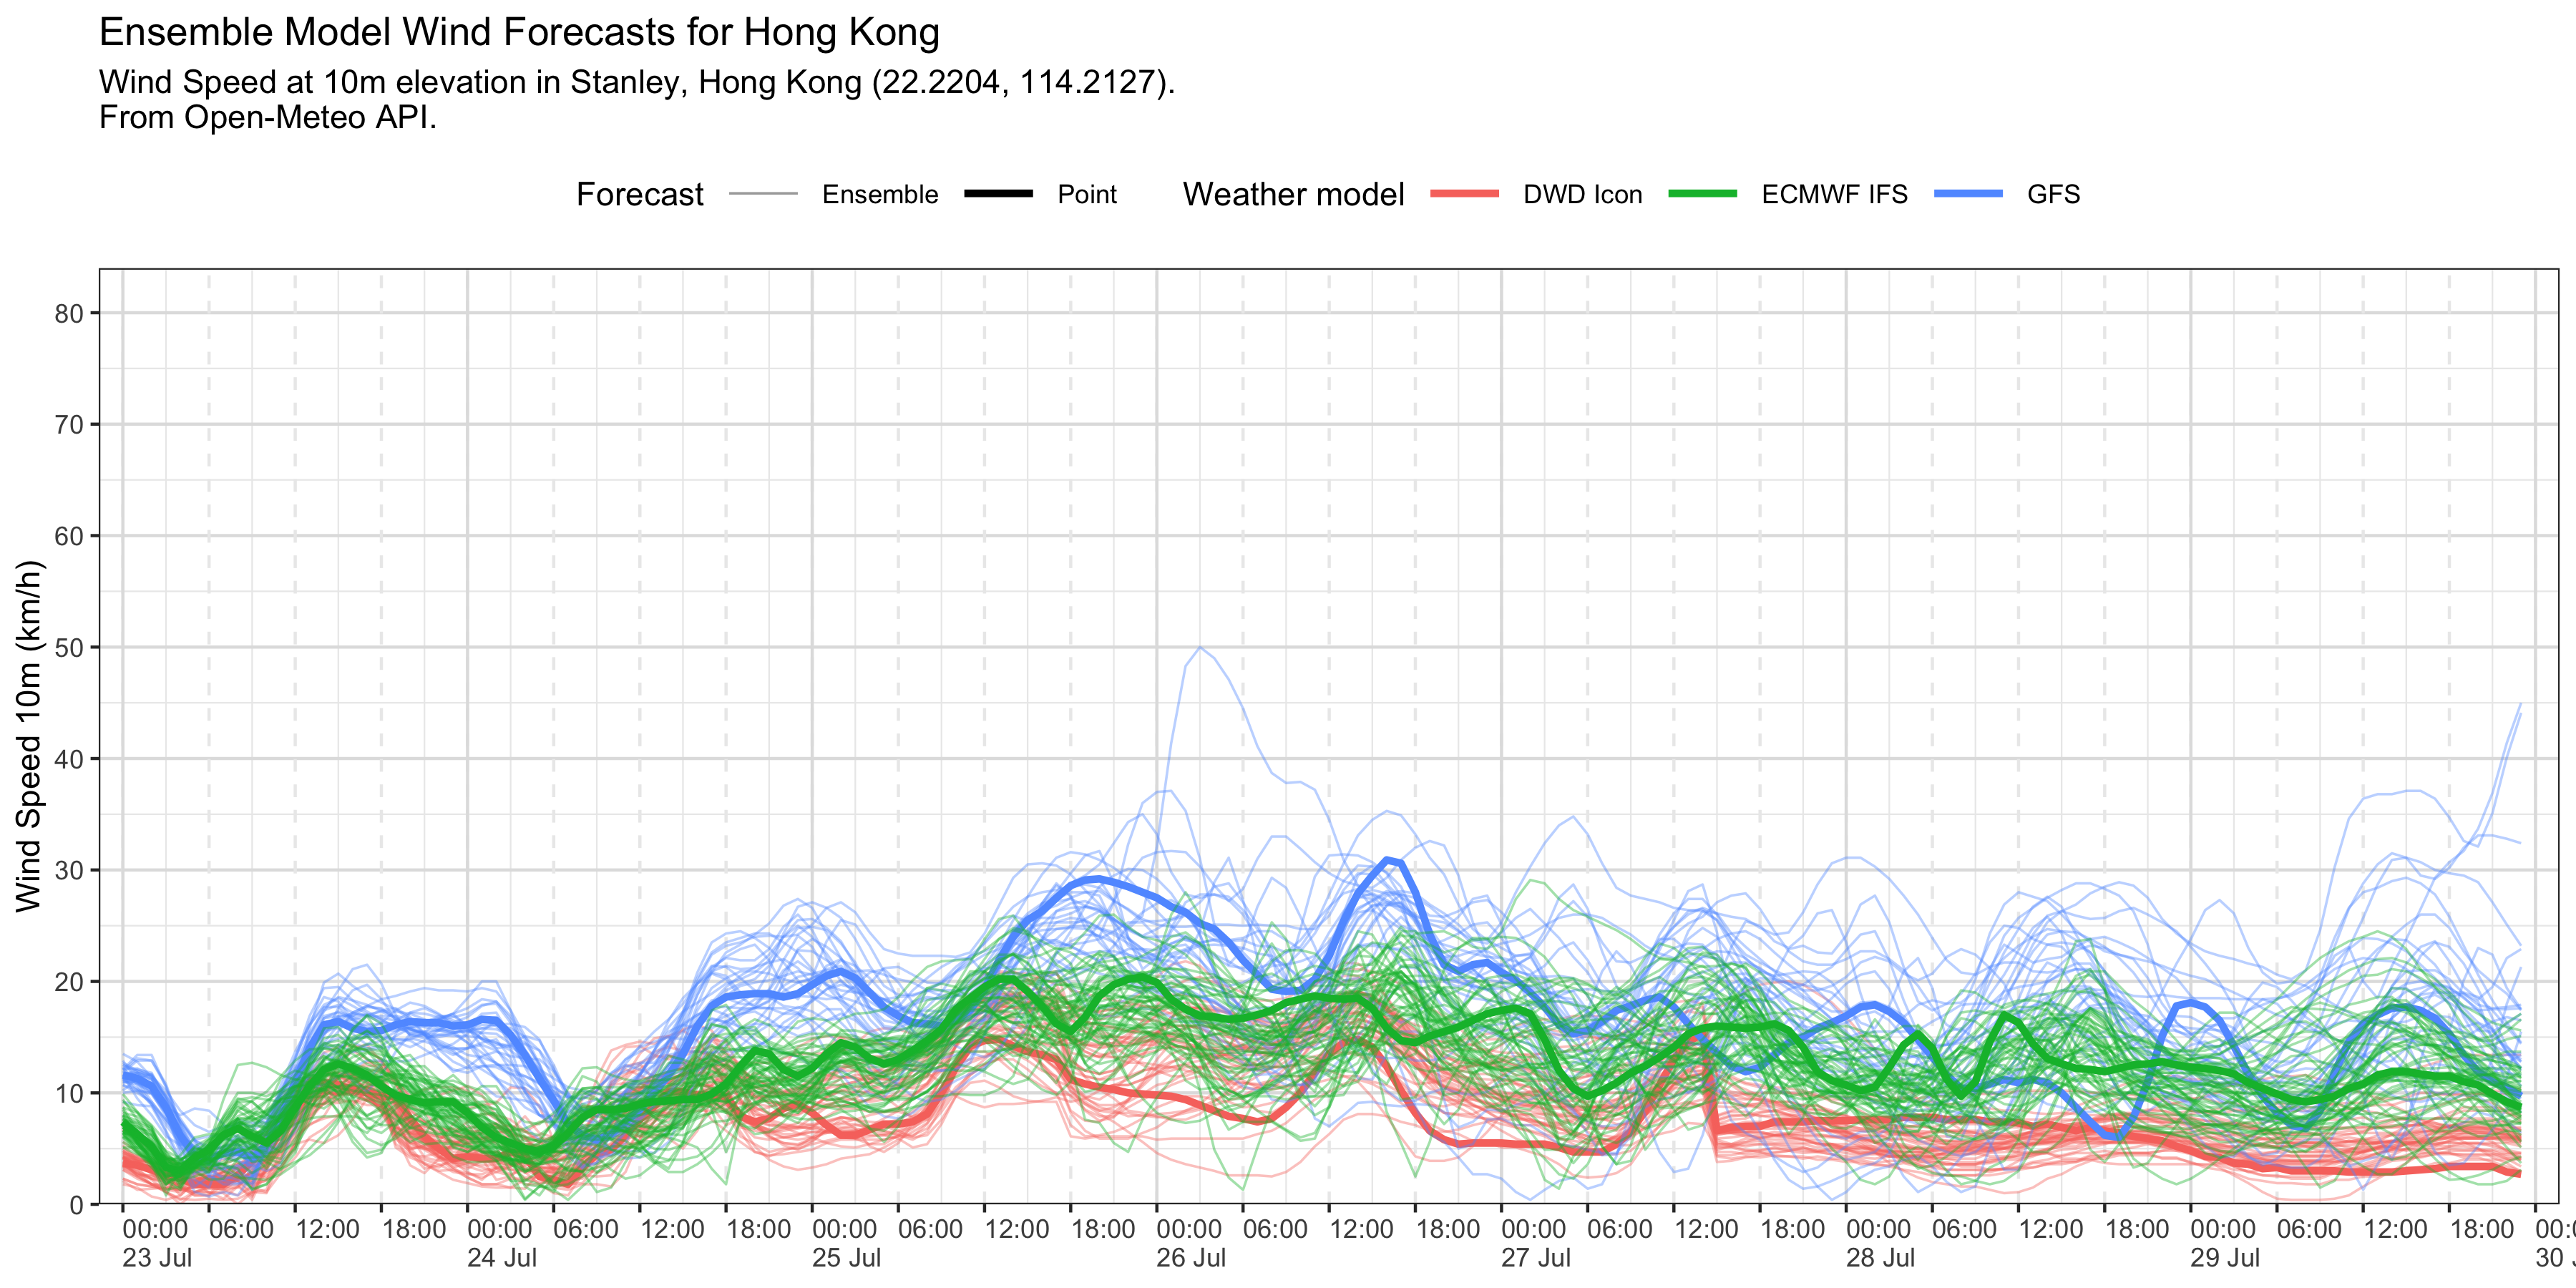 Ensemble Model Wind Forecasts for Hong Kong
Wind Speed at 10m elevation in Stanley, Hong Kong (22.2204, 114.2127).
From Open-Meteo API.
Forecast Ensemble Point Weather model DWD Icon ECMWF IFS GFS
Wind Speed 10m (km/h)
80
70
60
50
40
30
20
10
0
00:00 06:00 12:00 18:00 00:00 06:00 12:00 18:00 00:00 06:00 12:00 18:00 00:00 06:00 12:00 18:00 00:00 06:00 12:00 18:00 00:00 06:00 12:00 18:00 00:00 06:00 12:00 18:00 00:0
23 Jul 24 Jul 25 Jul 26 Jul 27 Jul 28 Jul 29 Jul 30